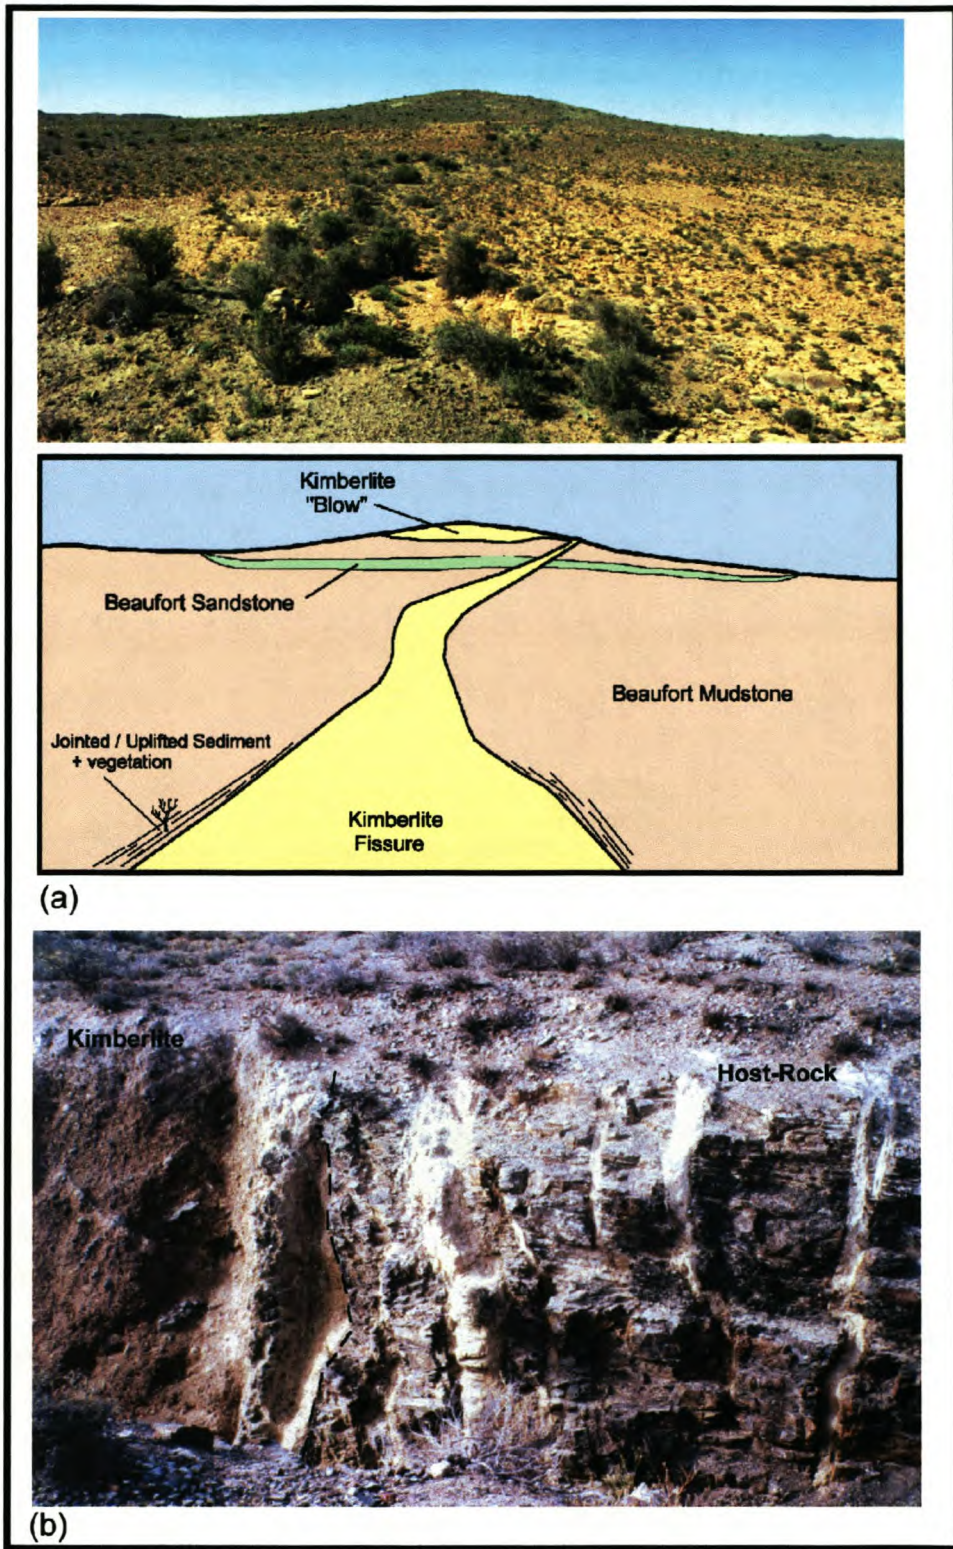 Kimberlite
"Blow"
Beaufort Sandstone
Beaufort Mudstone
Jointed / Uplifted Sediment
+ vegetation
Kimberlite
Fissure
(a)
Kimberlite
Host-Rock
(b)